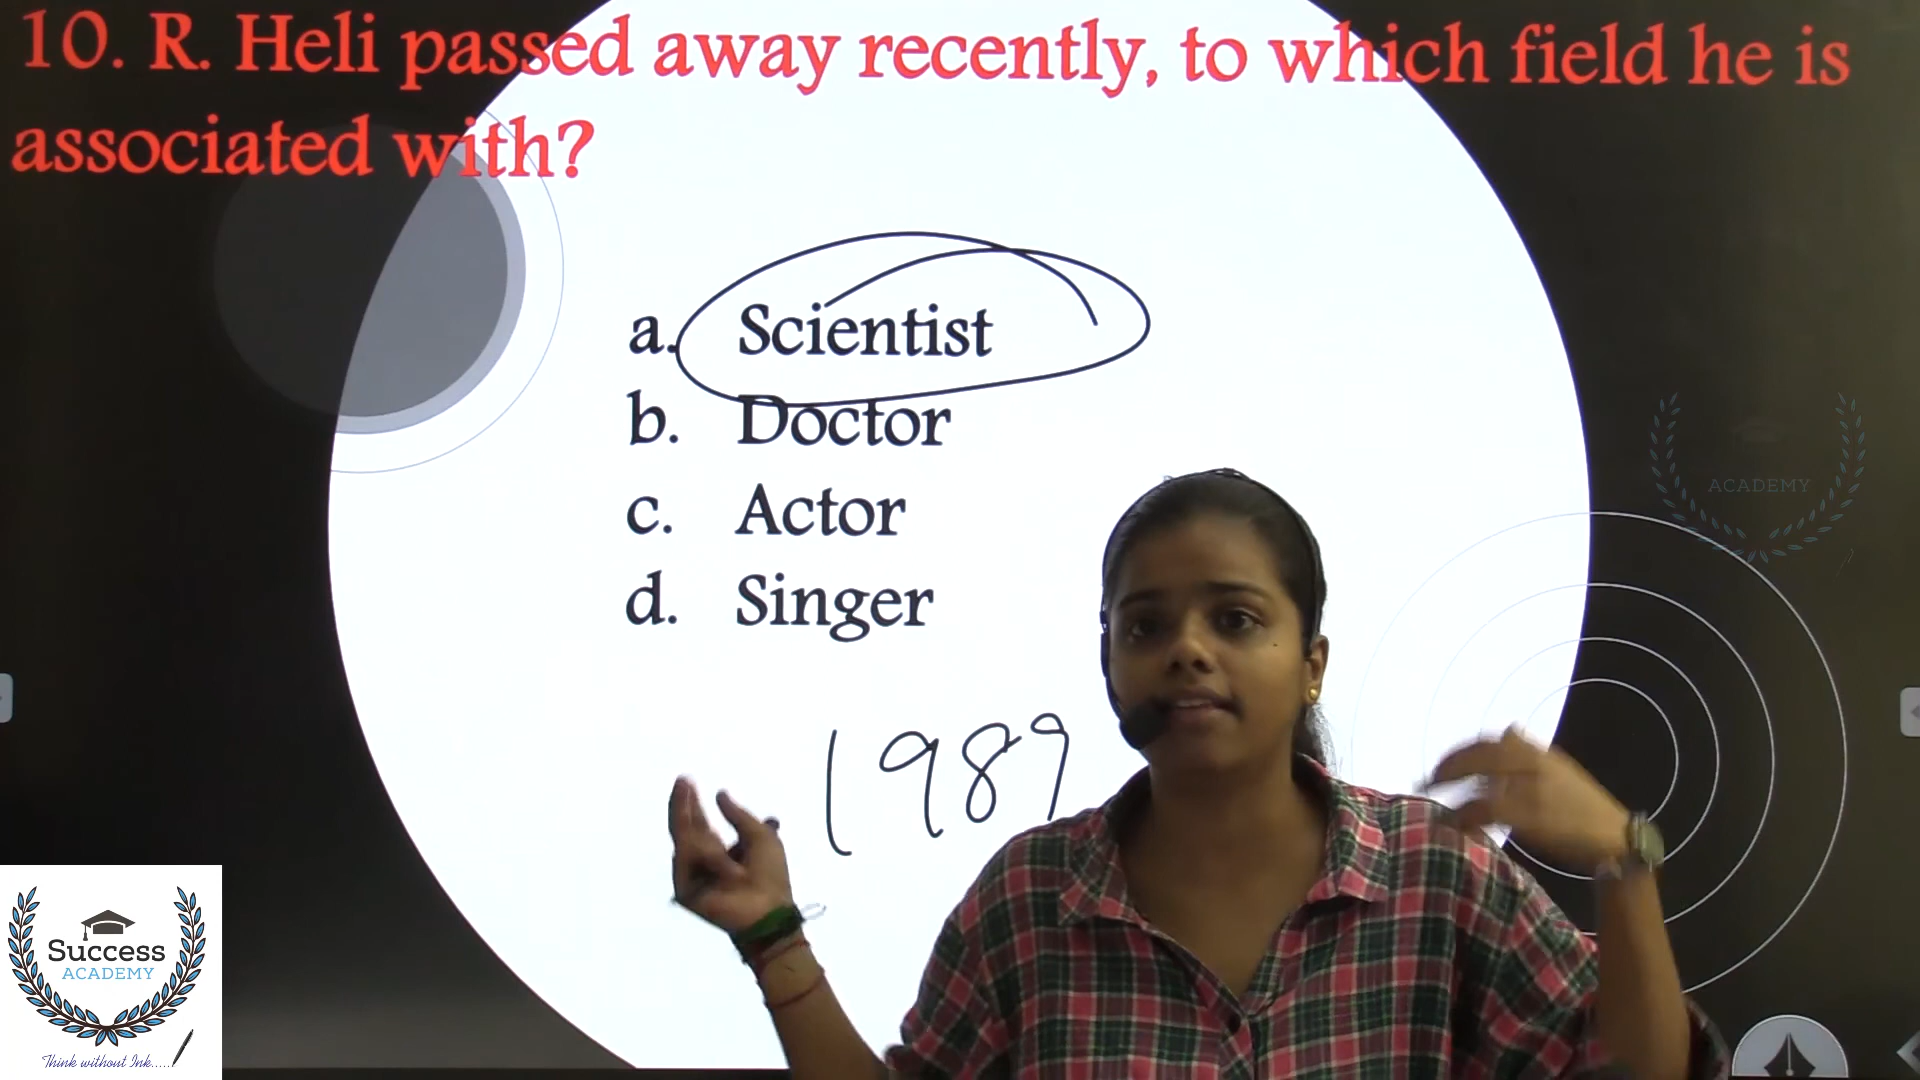 10. R. Heli passed away recently, to which field he is
associated with?
a. Scientist
b. Doctor
c. Actor
d. Singer
ACADEMY
1989
Success
ACADEMY
Think without Ink.....